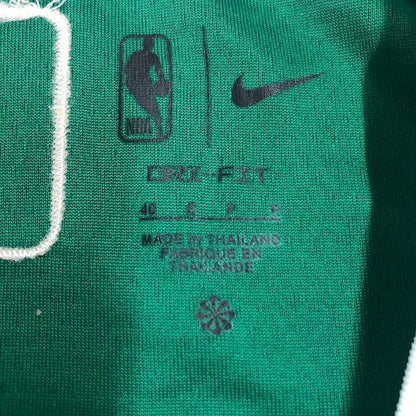 NBA
DRI-FIT
40 S P P
MADE IN THAILAND
FABRIQUE EN
THAILANDE